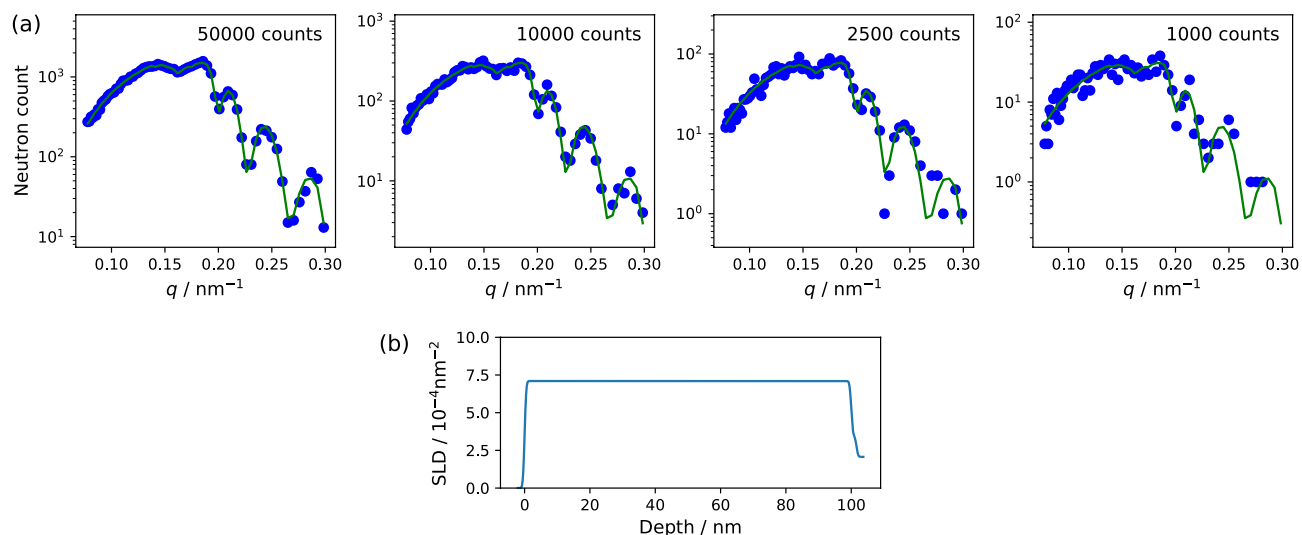 (a)
50000 counts
10000 counts
2500 counts
1000 counts
Neutron count
10³
10²
10¹
10³
10²
10¹
10²
10¹
10⁰
10²
10¹
10⁰
0.10 0.15 0.20 0.25 0.30
0.10 0.15 0.20 0.25 0.30
0.10 0.15 0.20 0.25 0.30
0.10 0.15 0.20 0.25 0.30
q / nm⁻¹
q / nm⁻¹
q / nm⁻¹
q / nm⁻¹
(b)
SLD / 10⁻⁴nm⁻²
10.0
7.5
5.0
2.5
0.0
0 20 40 60 80 100
Depth / nm